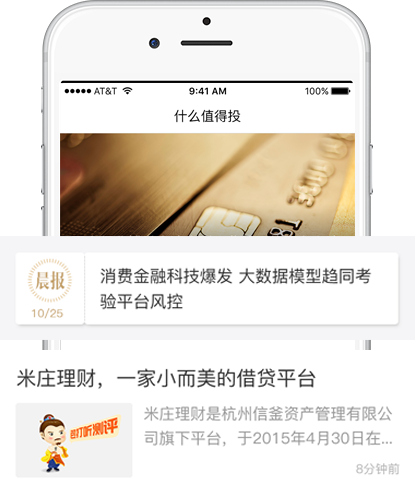 AT&T 9:41 AM 100%
什么值得投
晨报
10/25
消费金融科技爆发 大数据模型趋同考
验平台风控
米庄理财，一家小而美的借贷平台
打听测评
米庄理财是杭州信釜资产管理有限公
司旗下平台，于2015年4月30日在...
8分钟前